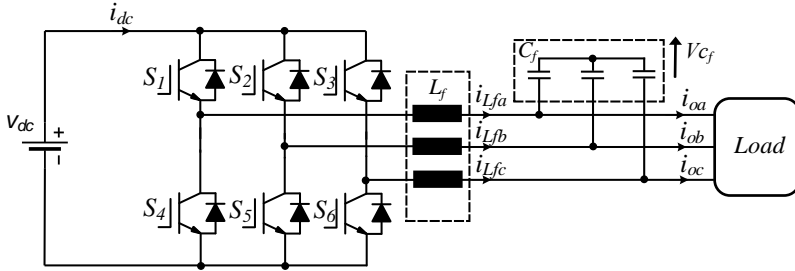 i_dc
S_1
S_2
S_3
C_f
Vc_f
L_f
i_Lfa
i_oa
v_dc
+
-
i_Lfb
i_ob
Load
i_Lfc
i_oc
S_4
S_5
S_6